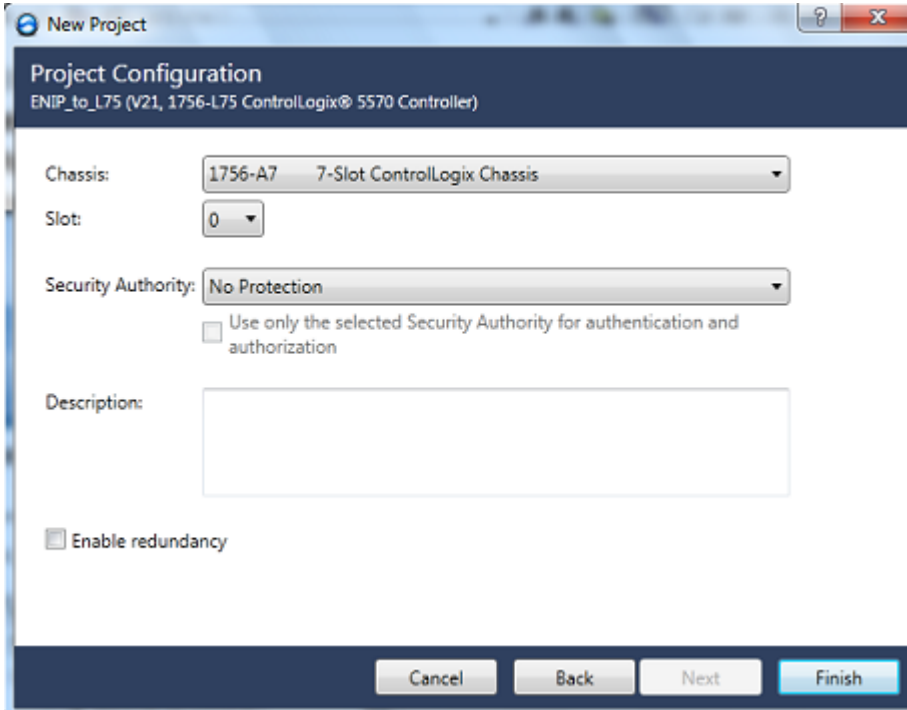 New Project
?
X
Project Configuration
ENIP_to_L75 (V21, 1756-L75 ControlLogix® 5570 Controller)
Chassis: 1756-A7 7-Slot ControlLogix Chassis
Slot: 0
Security Authority: No Protection
Use only the selected Security Authority for authentication and
authorization
Description:
Enable redundancy
Cancel Back Next Finish